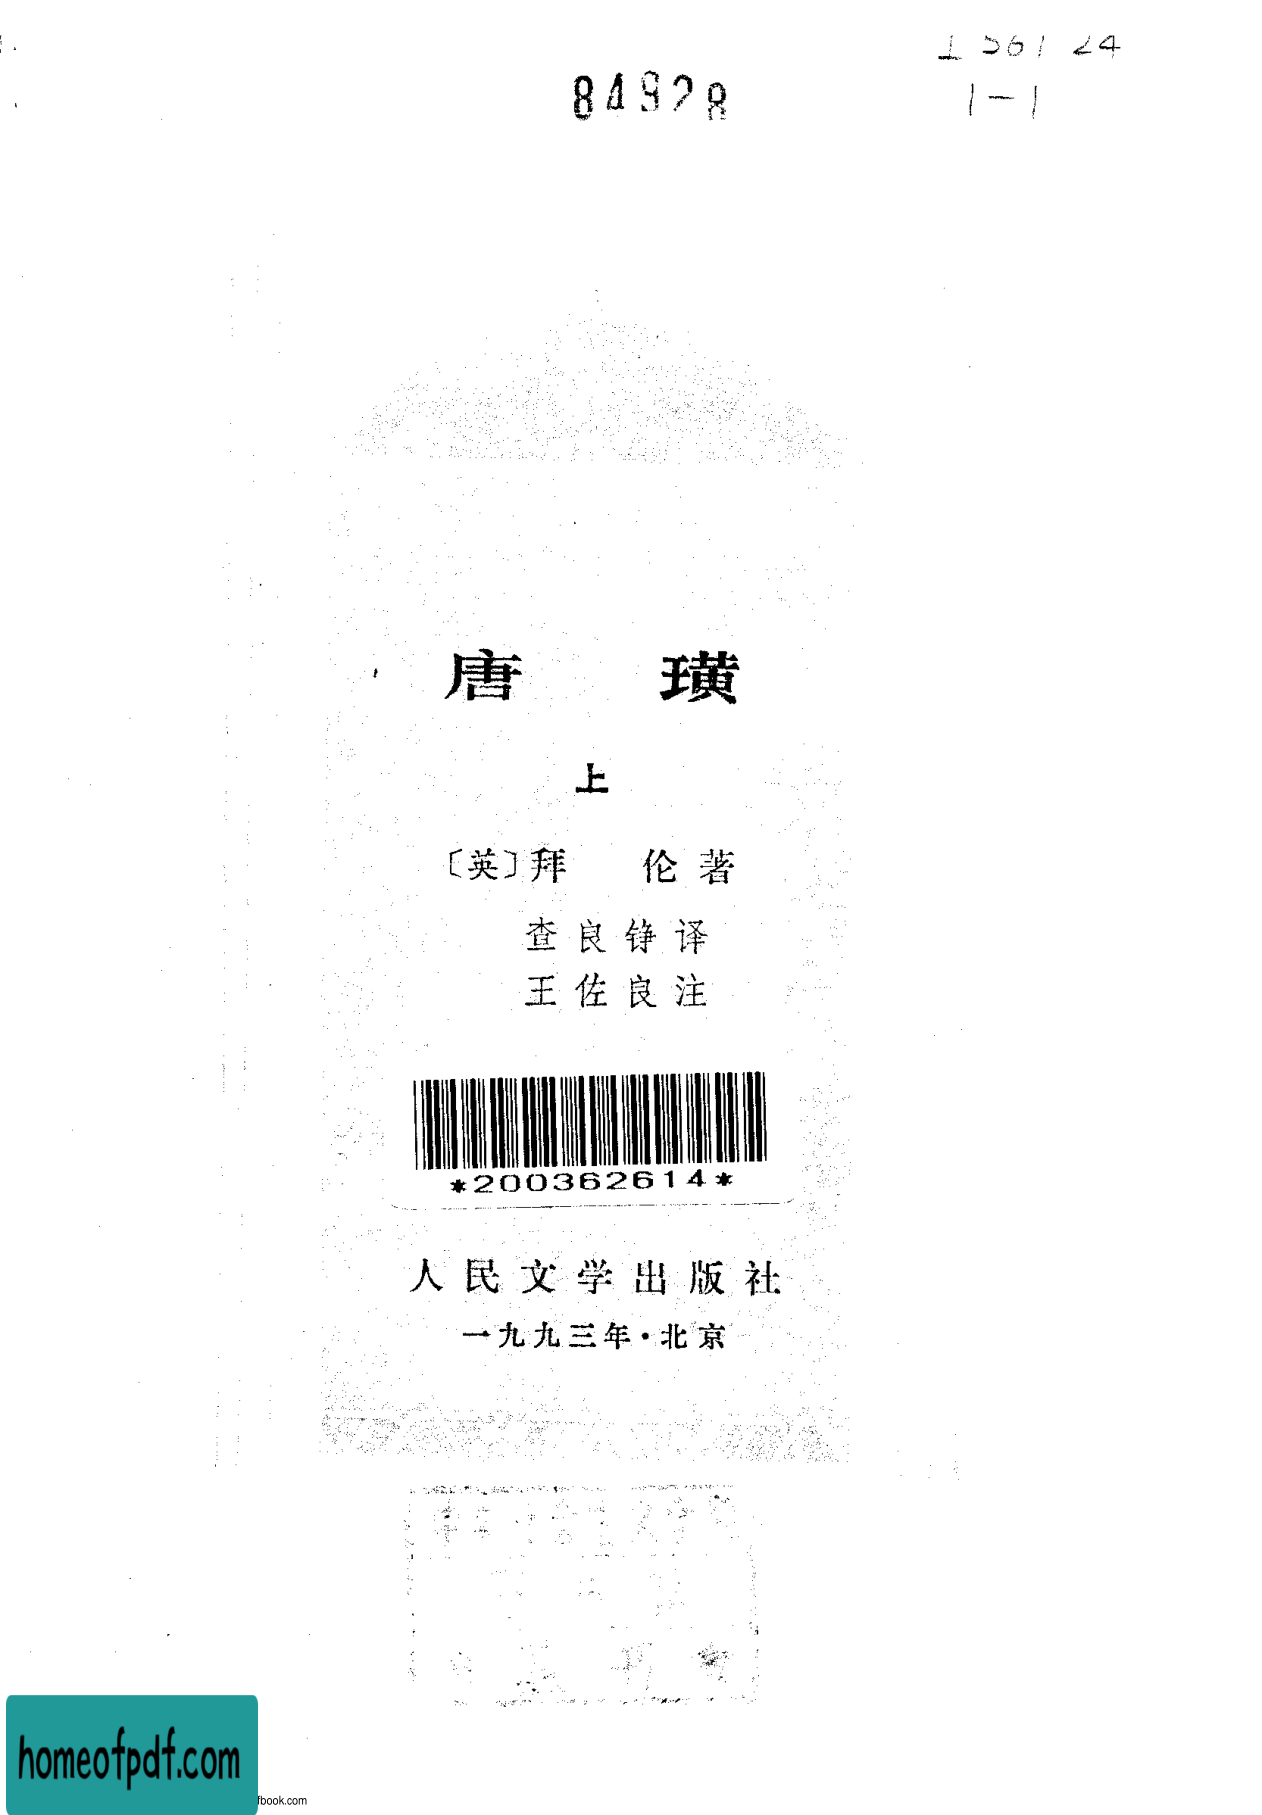 I 561 24
84928
1-1
唐 璜
上
〔英〕拜 伦 著
查良铮译
王佐良注
*200362614*
人民文学出版社
一九九三年·北京
homeofpdf.com
fbook.com